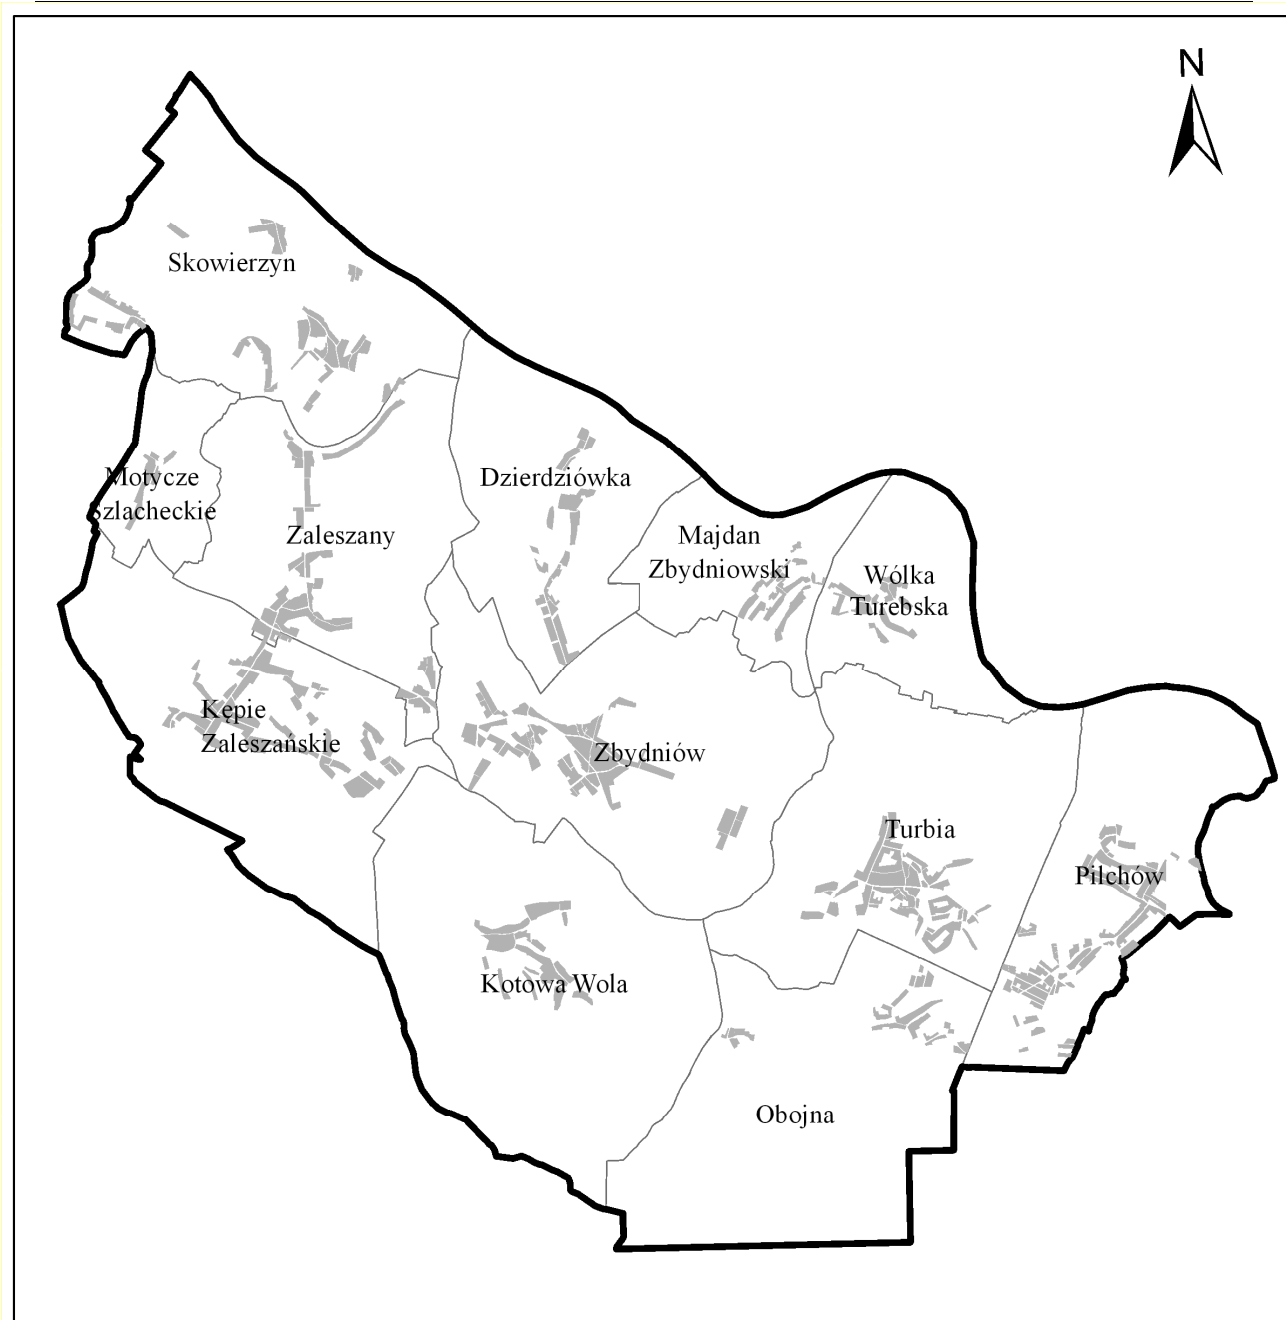 N
Skowierzyn
Motycze
Szlacheckie
Dzierdziówka
Zaleszany
Majdan
Zbydniowski
Wólka
Turebska
Kępie
Zaleszańskie
Zbydniów
Turbia
Pilchów
Kotowa Wola
Obojna